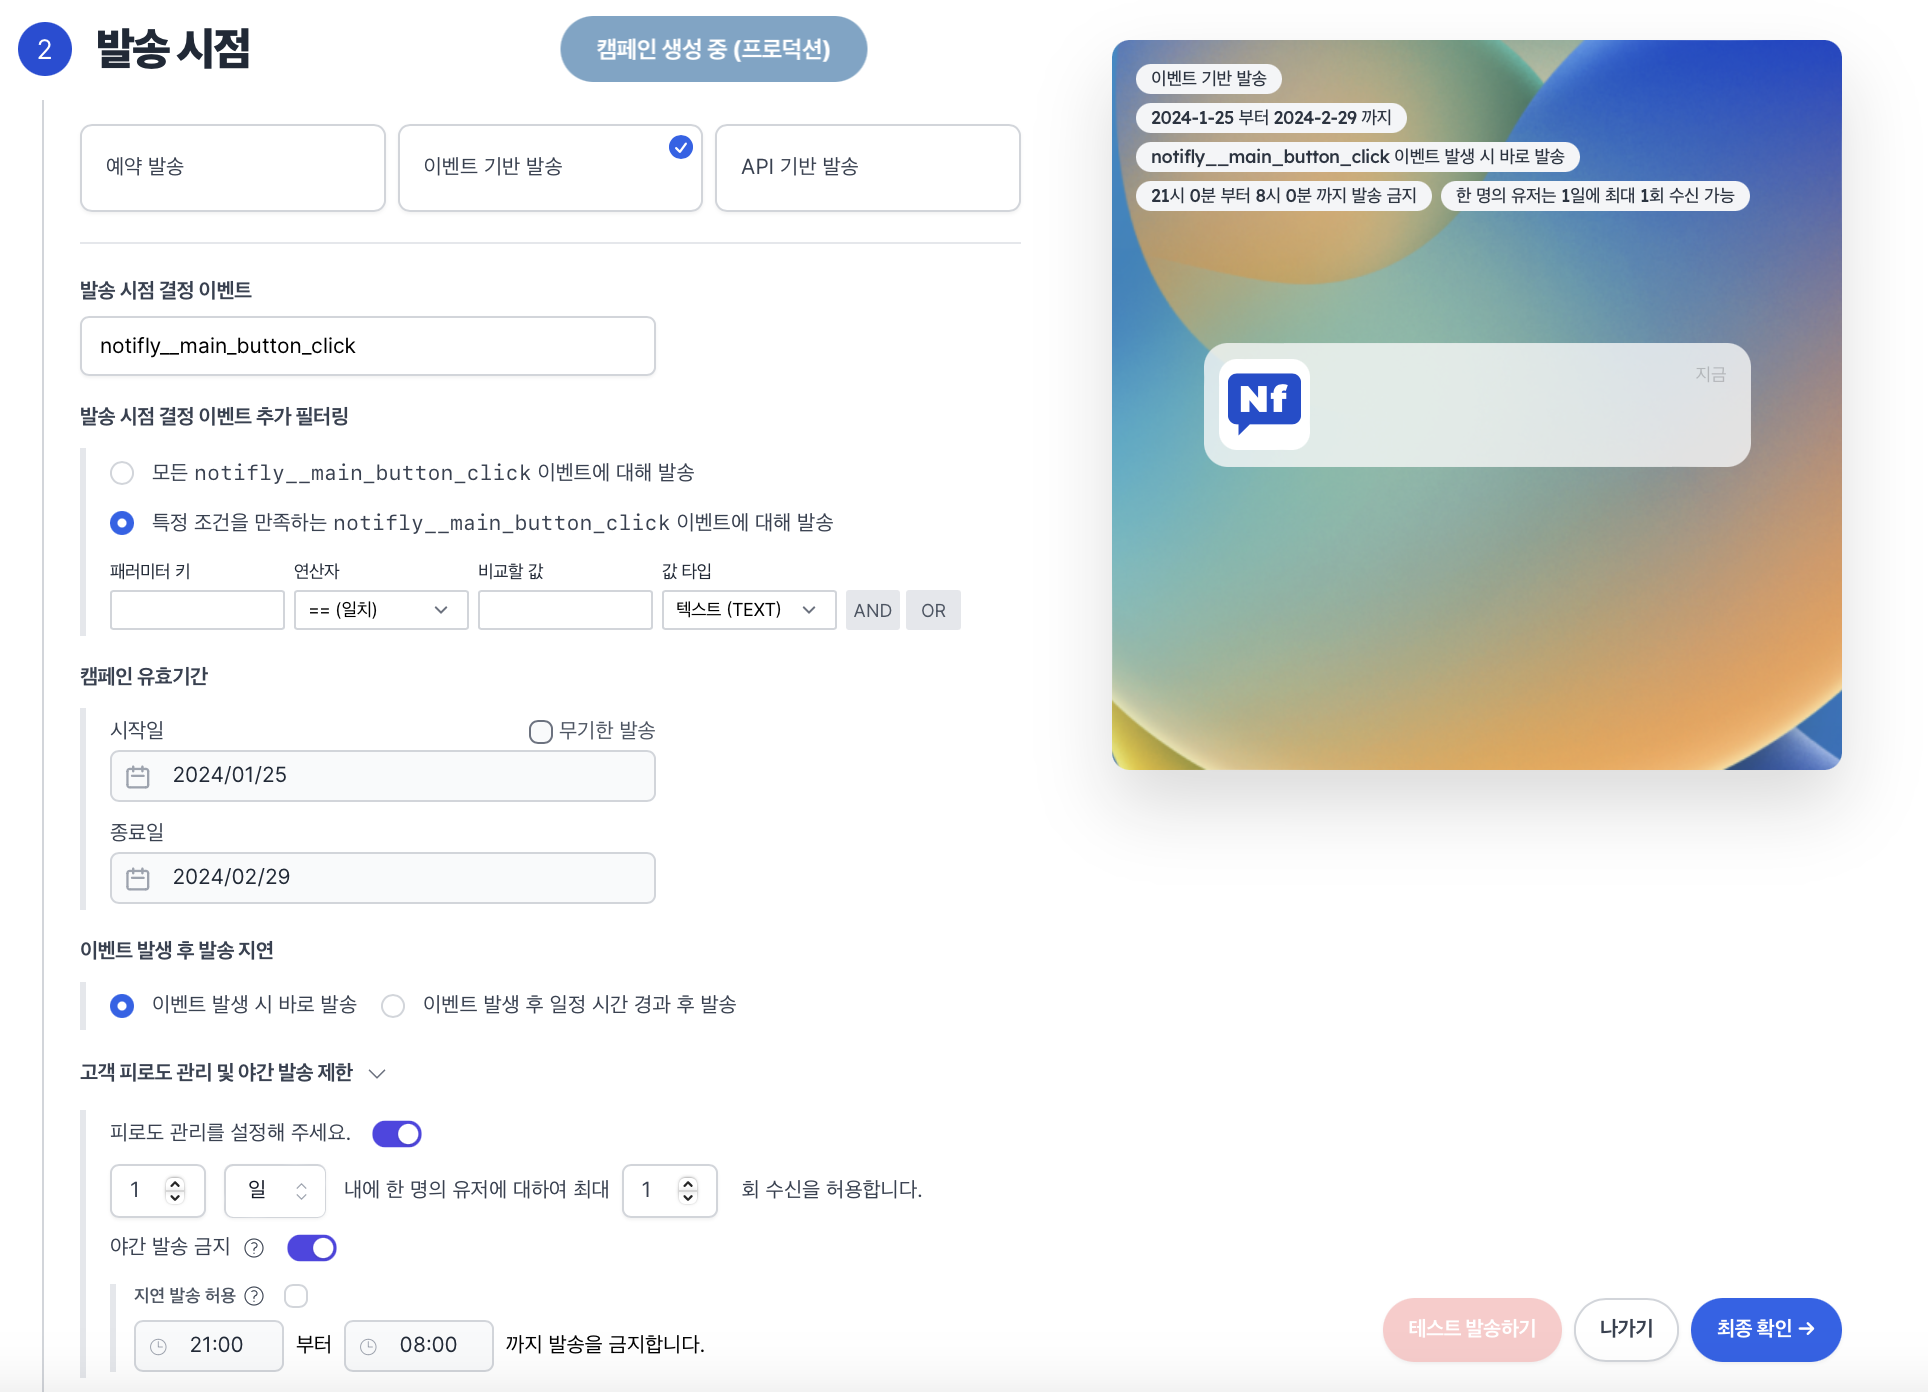 2
발송 시점
캠페인 생성 중 (프로덕션)
예약 발송
이벤트 기반 발송
API 기반 발송
발송 시점 결정 이벤트
notifly__main_button_click
발송 시점 결정 이벤트 추가 필터링
모든 notifly__main_button_click 이벤트에 대해 발송
특정 조건을 만족하는 notifly__main_button_click 이벤트에 대해 발송
패러미터 키
연산자
비교할 값
값 타입
== (일치)
텍스트 (TEXT)
AND
OR
캠페인 유효기간
시작일
무기한 발송
2024/01/25
종료일
2024/02/29
이벤트 발생 후 발송 지연
이벤트 발생 시 바로 발송
이벤트 발생 후 일정 시간 경과 후 발송
고객 피로도 관리 및 야간 발송 제한
피로도 관리를 설정해 주세요.
1 일 내에 한 명의 유저에 대하여 최대 1 회 수신을 허용합니다.
야간 발송 금지 ?
지연 발송 허용 ?
21:00 부터 08:00 까지 발송을 금지합니다.
이벤트 기반 발송
2024-1-25 부터 2024-2-29 까지
notifly__main_button_click 이벤트 발생 시 바로 발송
21시 0분 부터 8시 0분 까지 발송 금지
한 명의 유저는 1일에 최대 1회 수신 가능
Nf
지금
테스트 발송하기
나가기
최종 확인 →